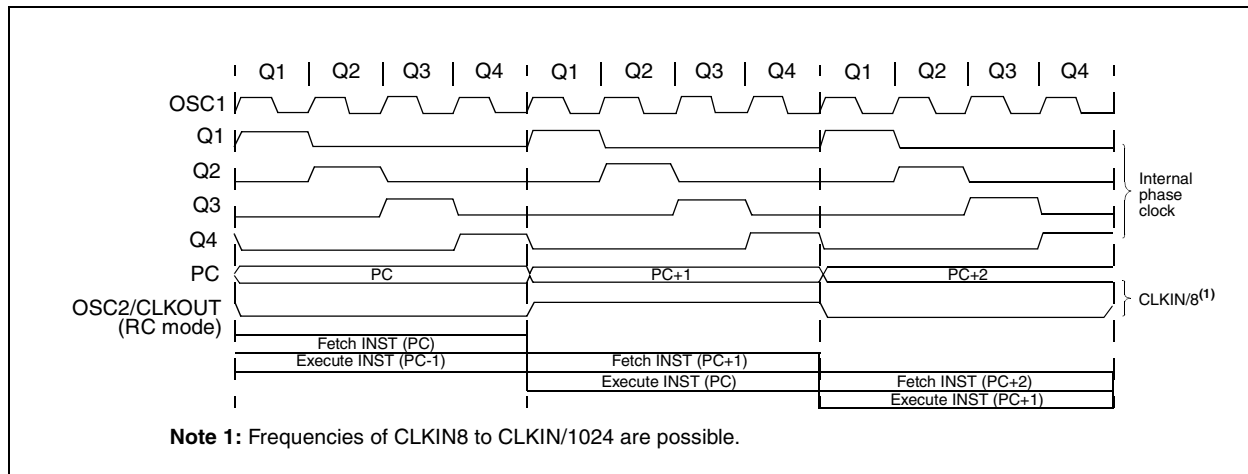 Q1 Q2 Q3 Q4 Q1 Q2 Q3 Q4 Q1 Q2 Q3 Q4
OSC1
Q1
Q2
Q3
Q4
Internal
phase
clock
PC PC PC+1 PC+2
OSC2/CLKOUT
(RC mode)
CLKIN/8(1)
Fetch INST (PC)
Execute INST (PC-1) Fetch INST (PC+1)
Execute INST (PC) Fetch INST (PC+2)
Execute INST (PC+1)
Note 1: Frequencies of CLKIN8 to CLKIN/1024 are possible.